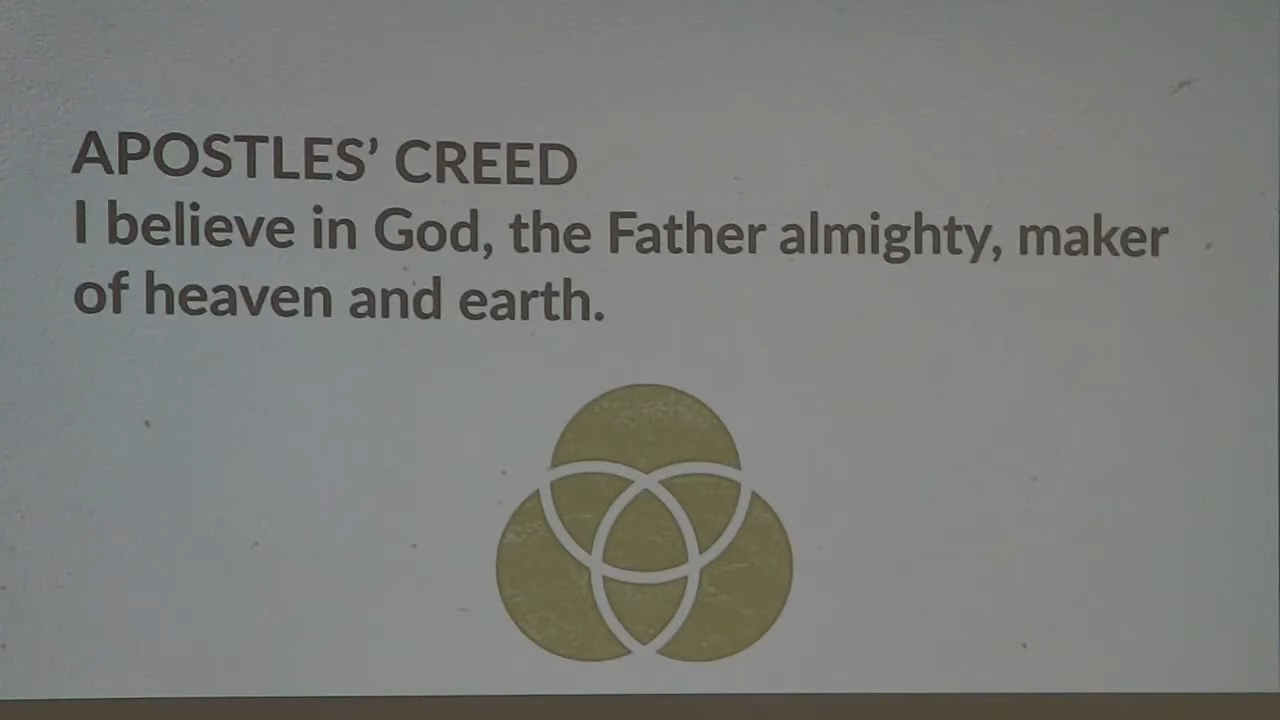 APOSTLES’ CREED
I believe in God, the Father almighty, maker
of heaven and earth.